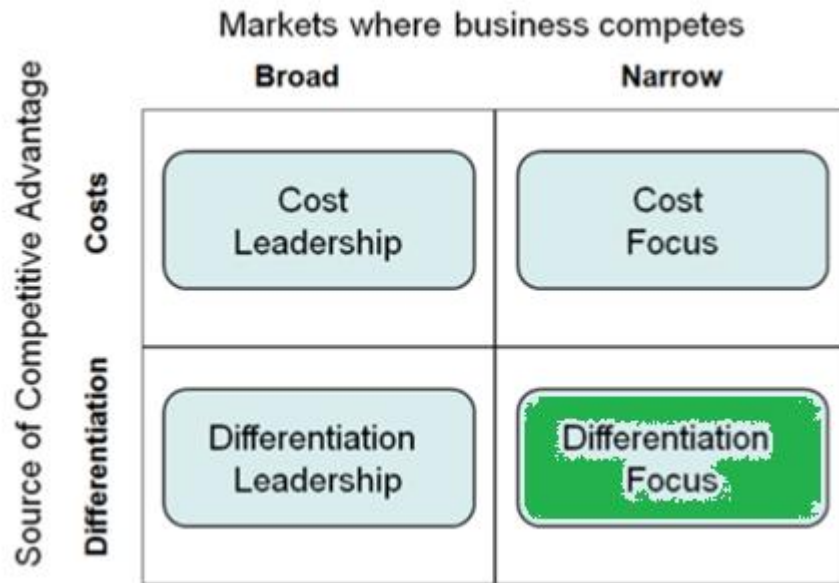 Markets where business competes
Broad
Narrow
Source of Competitive Advantage
Costs
Cost
Leadership
Cost
Focus
Differentiation
Differentiation
Leadership
Differentiation
Focus